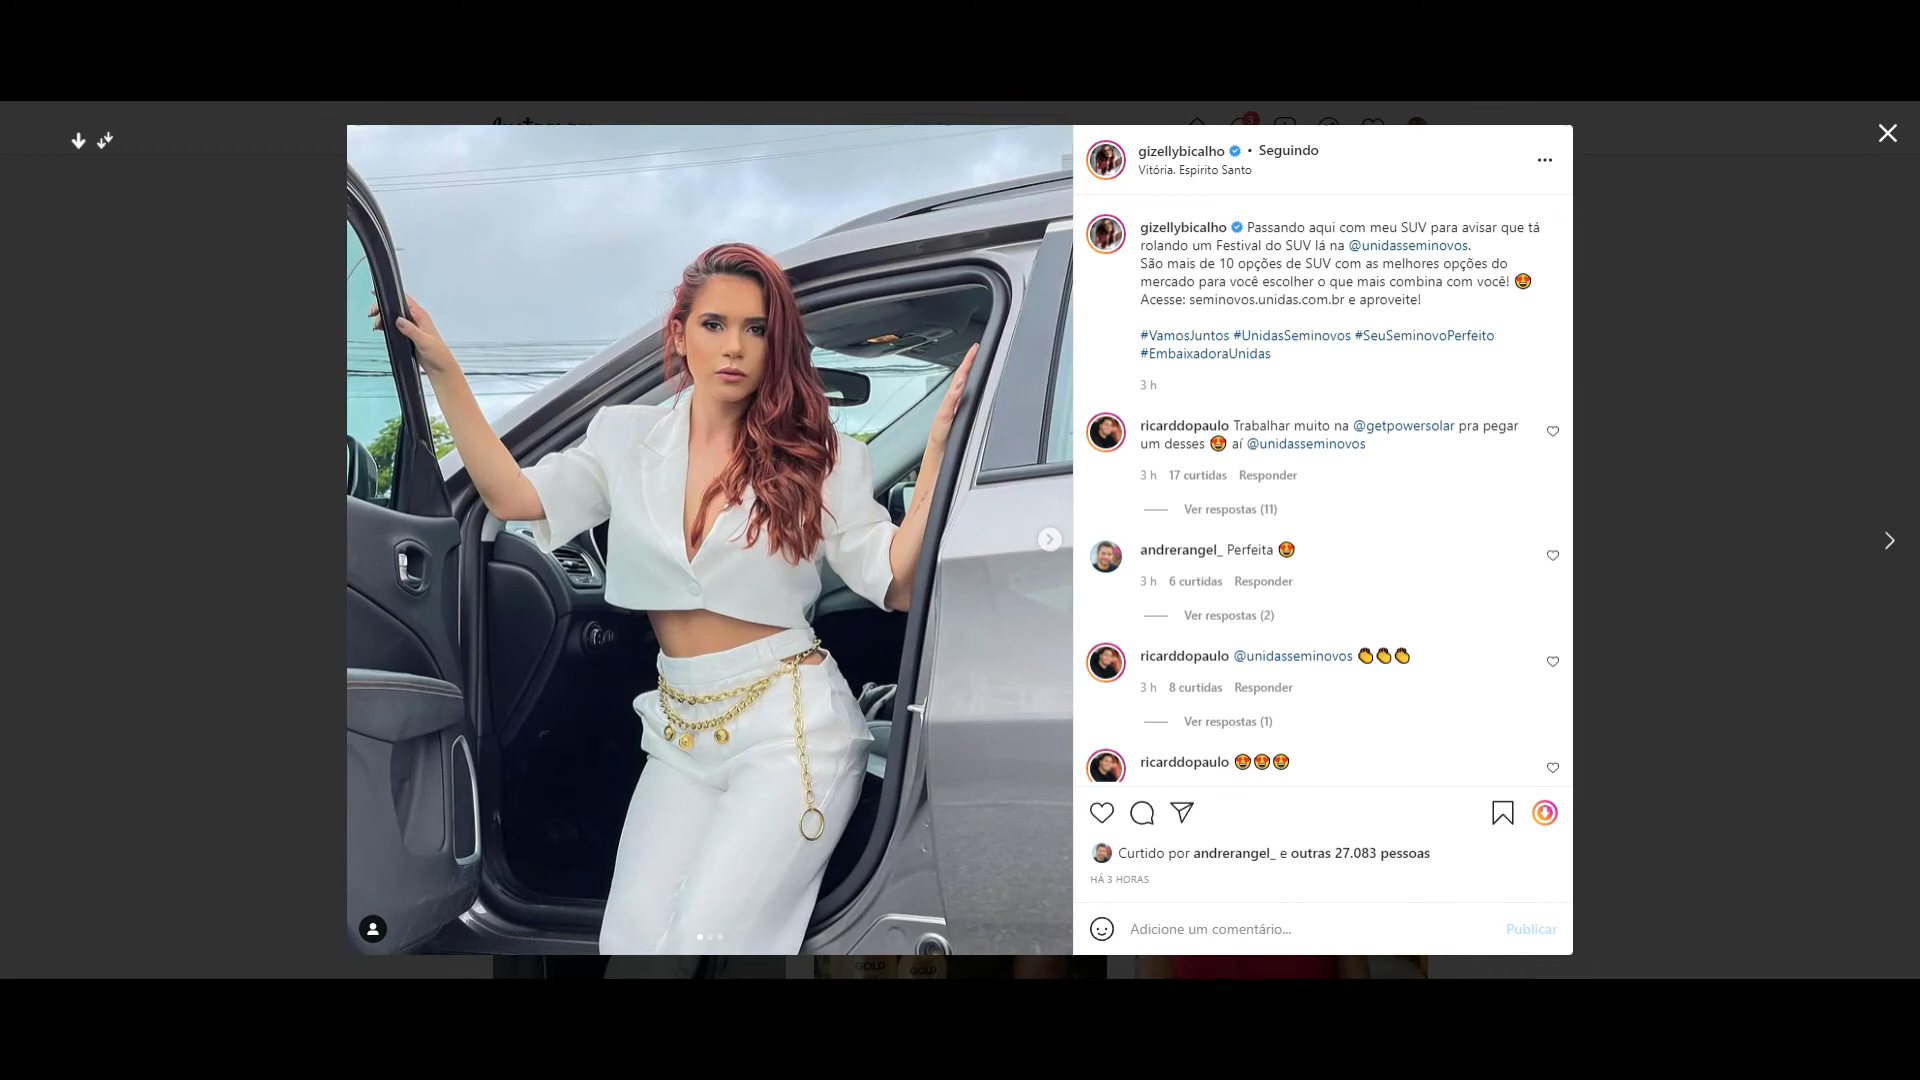 gizellybicalho • Seguindo
Vitória. Espirito Santo
gizellybicalho Passando aqui com meu SUV para avisar que tá
rolando um Festival do SUV lá na @unidasseminovos.
São mais de 10 opções de SUV com as melhores opções do
mercado para você escolher o que mais combina com você! 😍
Acesse: seminovos.unidas.com.br e aproveite!
#VamosJuntos #UnidasSeminovos #SeuSeminovoPerfeito
#EmbaixadoraUnidas
3 h
ricarddopaulo Trabalhar muito na @getpowersolar pra pegar
um desses 😍 aí @unidasseminovos
3 h 17 curtidas Responder
Ver respostas (11)
andrerangel_ Perfeita 😍
3 h 6 curtidas Responder
Ver respostas (2)
ricarddopaulo @unidasseminovos 👏👏👏
3 h 8 curtidas Responder
Ver respostas (1)
ricarddopaulo 😍😍😍
Curtido por andrerangel_ e outras 27.083 pessoas
HÁ 3 HORAS
Adicione um comentário... Publicar
GOLD
GOLD